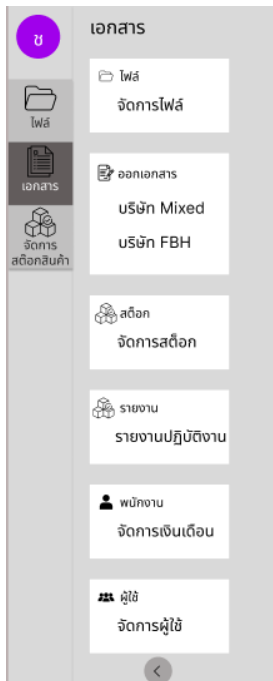 ช
ไฟล์
เอกสาร
จัดการ
สต๊อกสินค้า
เอกสาร
ไฟล์
จัดการไฟล์
ออกเอกสาร
บริษัท Mixed
บริษัท FBH
สต็อก
จัดการสต็อก
รายงาน
รายงานปฏิบัติงาน
พนักงาน
จัดการเงินเดือน
ผู้ใช้
จัดการผู้ใช้